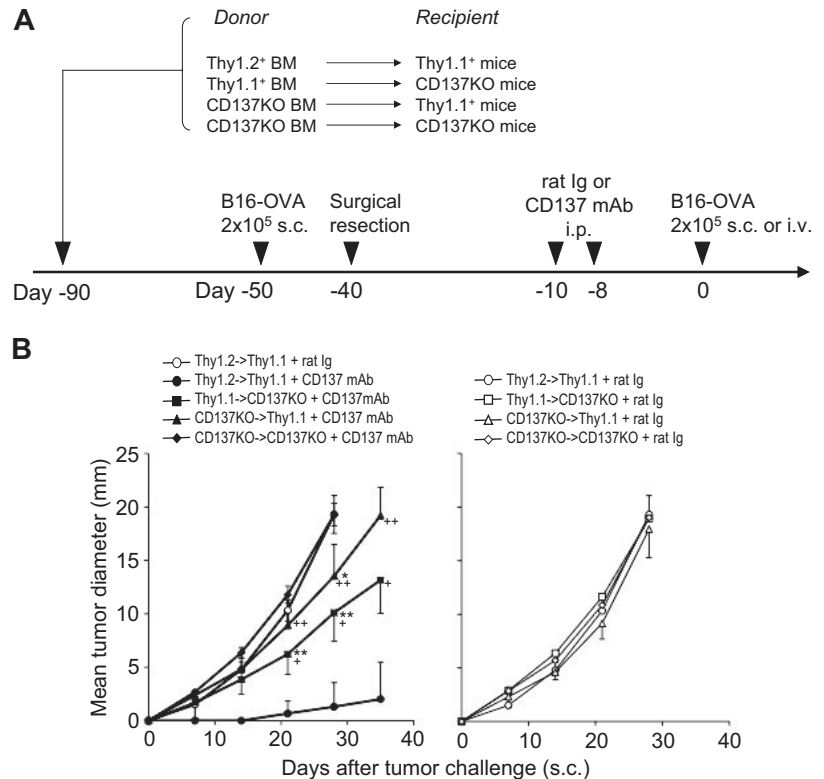 A
Donor Recipient
Thy1.2⁺ BM Thy1.1⁺ mice
Thy1.1⁺ BM CD137KO mice
CD137KO BM Thy1.1⁺ mice
CD137KO BM CD137KO mice
B16-OVA Surgical rat Ig or B16-OVA
2x10⁵ s.c. resection CD137 mAb 2x10⁵ s.c. or i.v.
i.p.
Day -90 Day -50 -40 -10 -8 0
B
Thy1.2->Thy1.1 + rat Ig
Thy1.2->Thy1.1 + CD137 mAb
Thy1.1->CD137KO + CD137mAb
CD137KO->Thy1.1 + CD137 mAb
CD137KO->CD137KO + CD137 mAb
Thy1.2->Thy1.1 + rat Ig
Thy1.1->CD137KO + rat Ig
CD137KO->Thy1.1 + rat Ig
CD137KO->CD137KO + rat Ig
Mean tumor diameter (mm)
25
20
15
10
5
0
++
*
++
+
++
**
+
**
+
0 10 20 30 40
0 10 20 30 40
Days after tumor challenge (s.c.)